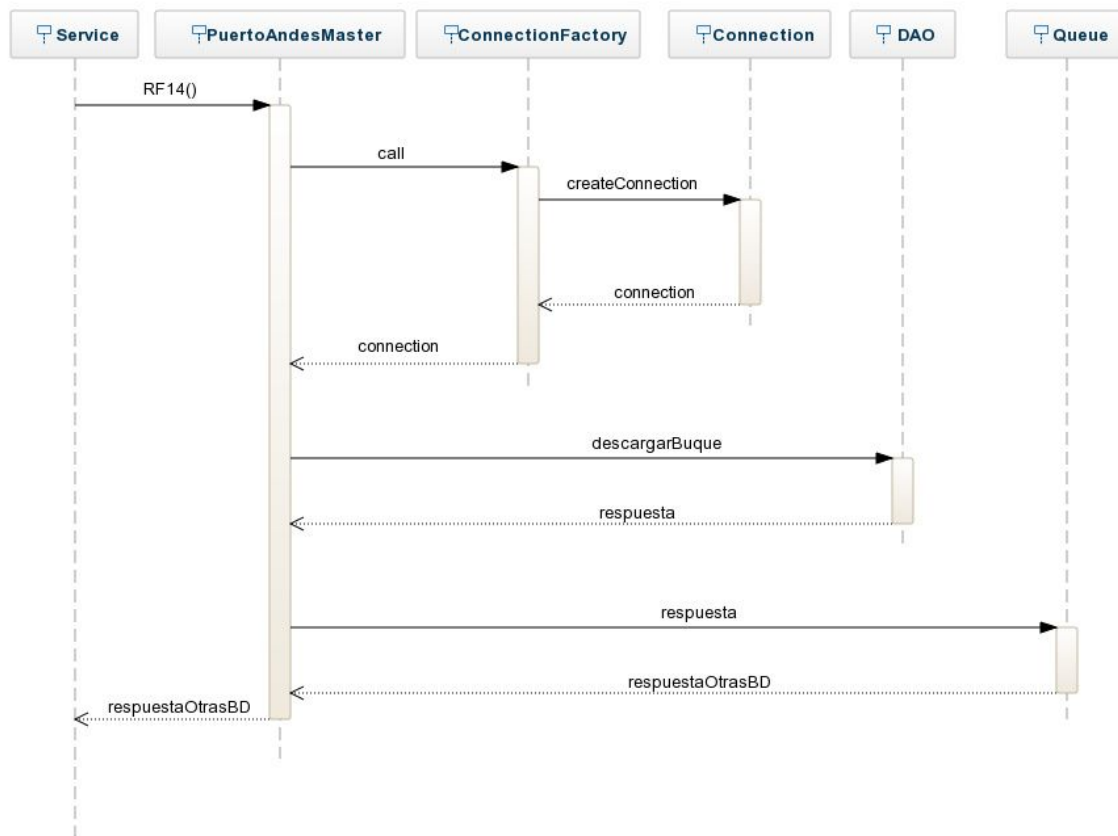 Service
PuertoAndesMaster
ConnectionFactory
Connection
DAO
Queue
RF14()
call
createConnection
connection
connection
descargarBuque
respuesta
respuesta
respuestaOtrasBD
respuestaOtrasBD